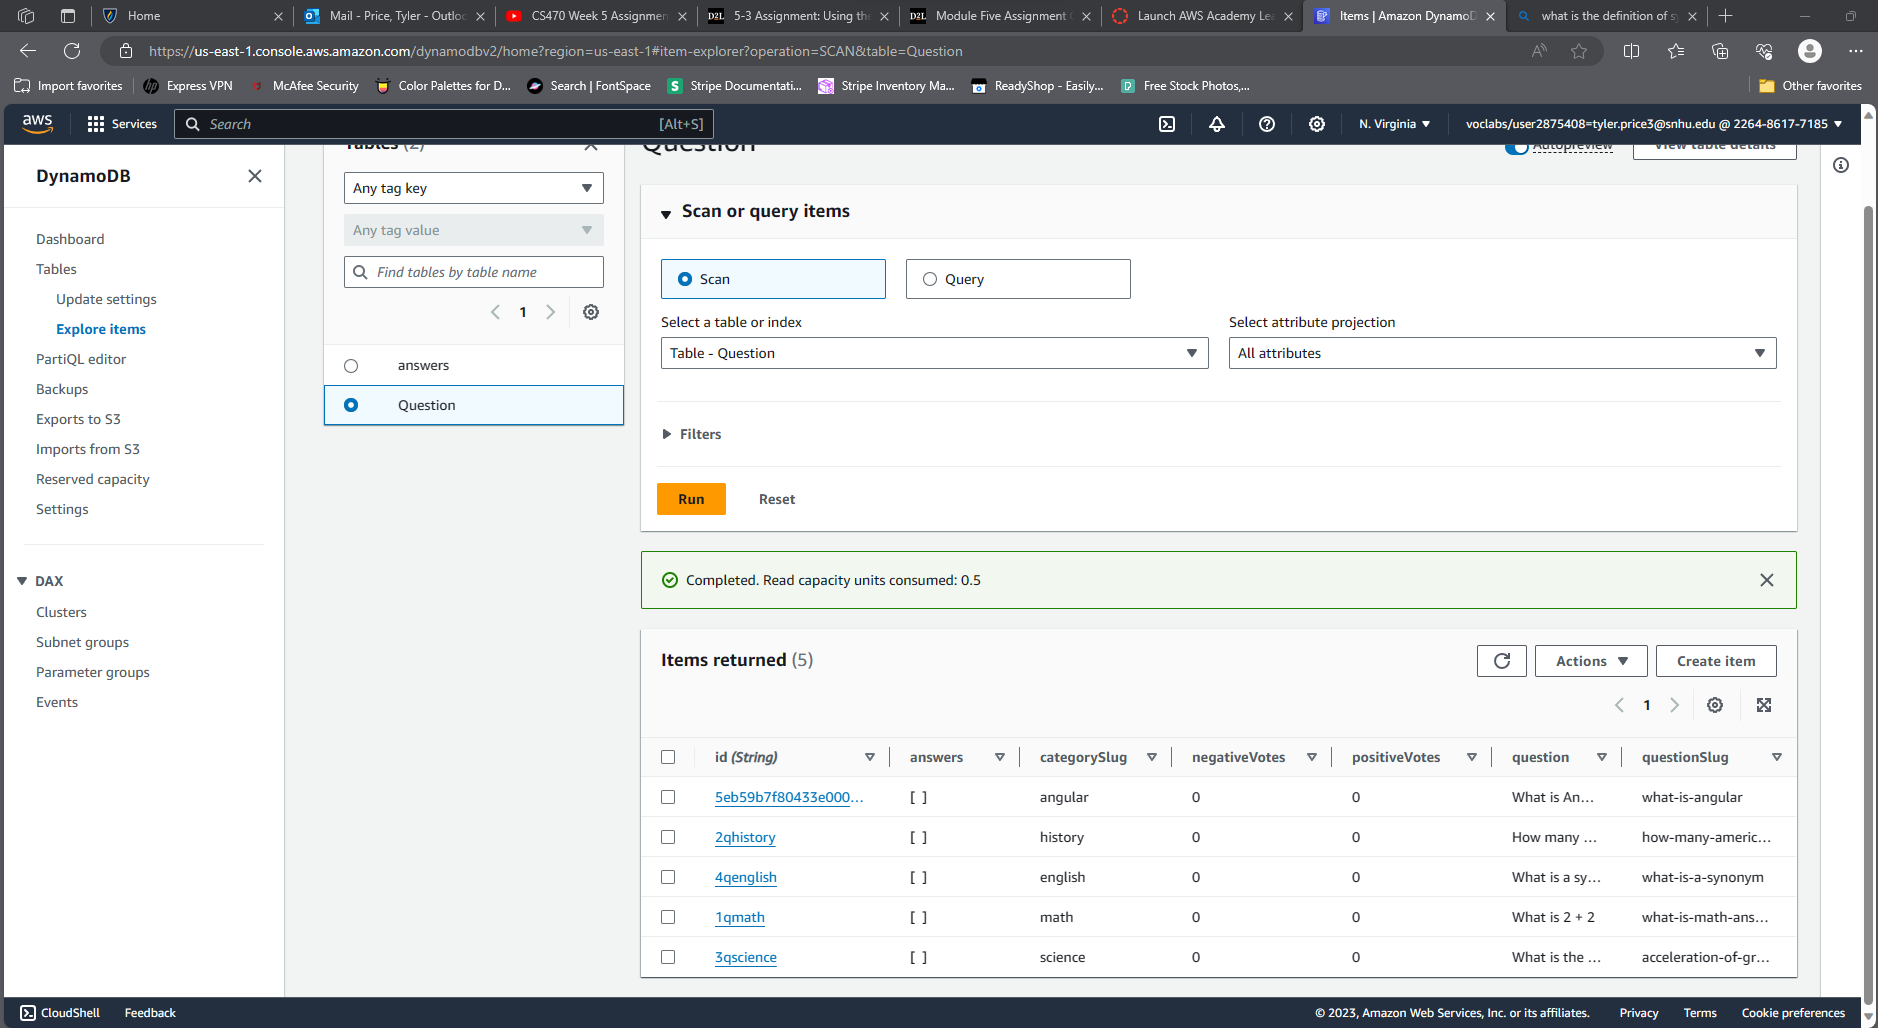 Home
Mail - Price, Tyler - Outloo
CS470 Week 5 Assignmen
D2L 5-3 Assignment: Using the
D2L Module Five Assignment
Launch AWS Academy Lea
Items | Amazon DynamoD
what is the definition of sy
https://us-east-1.console.aws.amazon.com/dynamodbv2/home?region=us-east-1#item-explorer?operation=SCAN&table=Question
Import favorites
Express VPN
McAfee Security
Color Palettes for D...
Search | FontSpace
S Stripe Documentati...
Stripe Inventory Ma...
ReadyShop - Easily...
Free Stock Photos,...
Other favorites
aws
Services
Search
[Alt+S]
N. Virginia
voclabs/user2875408=tyler.price3@snhu.edu @ 2264-8617-7185
DynamoDB
Dashboard
Tables
Update settings
Explore items
PartiQL editor
Backups
Exports to S3
Imports from S3
Reserved capacity
Settings
DAX
Clusters
Subnet groups
Parameter groups
Events
Tables (2)
Any tag key
Any tag value
Find tables by table name
1
answers
Question
Question
Autopreview
View table details
Scan or query items
Scan
Query
Select a table or index
Select attribute projection
Table - Question
All attributes
Filters
Run
Reset
Completed. Read capacity units consumed: 0.5
Items returned (5)
Actions
Create item
1
id (String) answers categorySlug negativeVotes positiveVotes question questionSlug
5eb59b7f80433e000... [ ] angular 0 0 What is An... what-is-angular
2qhistory [ ] history 0 0 How many ... how-many-americ...
4qenglish [ ] english 0 0 What is a sy... what-is-a-synonym
1qmath [ ] math 0 0 What is 2 + 2 what-is-math-ans...
3qscience [ ] science 0 0 What is the ... acceleration-of-gr...
CloudShell
Feedback
© 2023, Amazon Web Services, Inc. or its affiliates.
Privacy
Terms
Cookie preferences